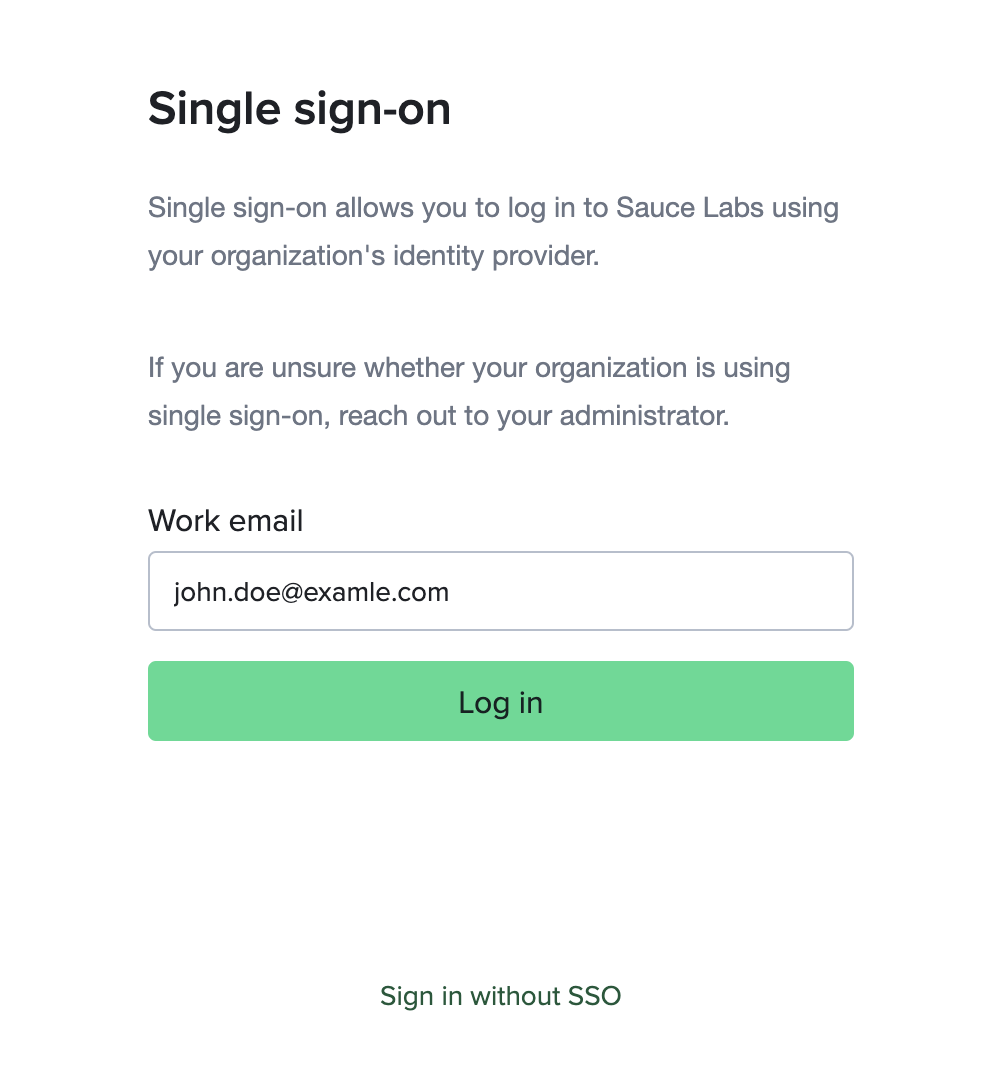 Single sign-on
Single sign-on allows you to log in to Sauce Labs using
your organization's identity provider.
If you are unsure whether your organization is using
single sign-on, reach out to your administrator.
Work email
john.doe@examle.com
Log in
Sign in without SSO